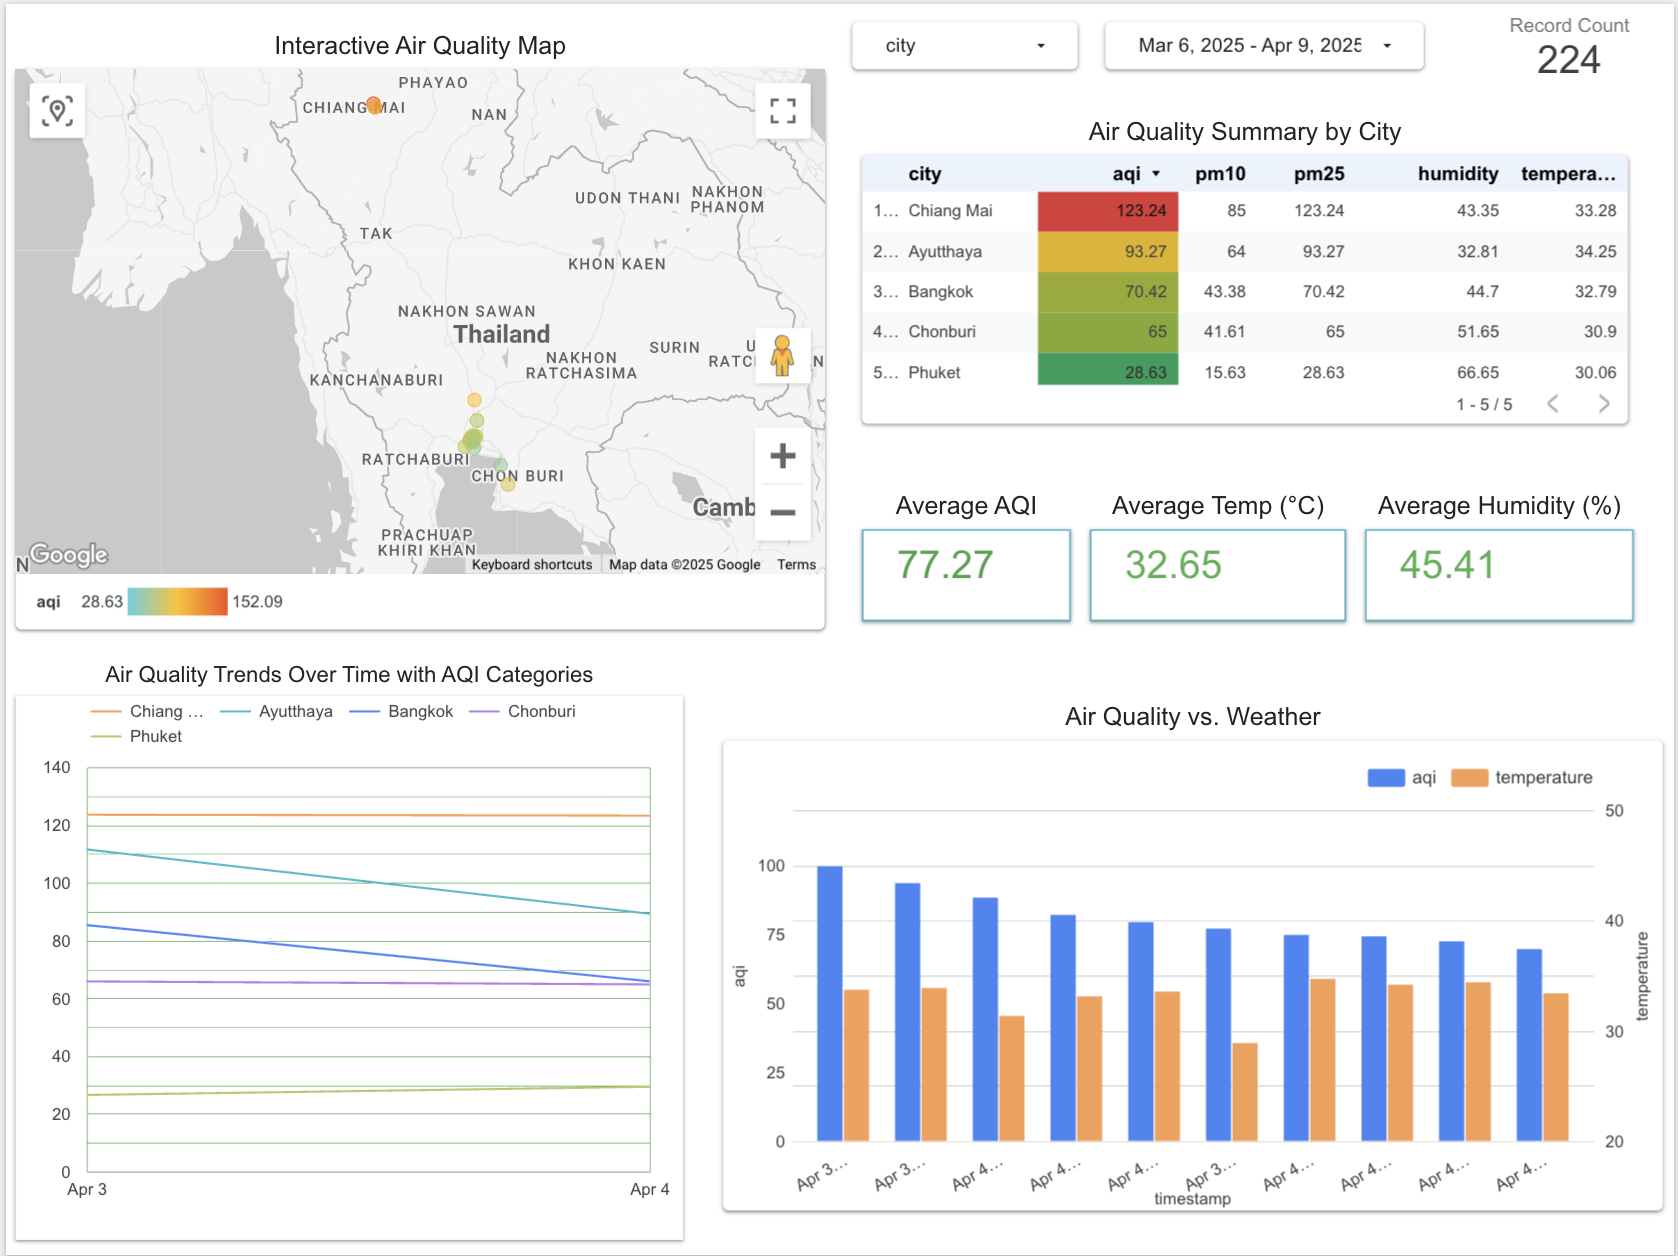 Interactive Air Quality Map
city
Mar 6, 2025 - Apr 9, 2025
Record Count
224
PHAYAO
CHIANG MAI
NAN
UDON THANI
NAKHON
PHANOM
TAK
KHON KAEN
NAKHON SAWAN
Thailand
SURIN
NAKHON
RATCHASIMA
KANCHANABURI
RATCHABURI
CHON BURI
PRACHUAP
KHIRI KHAN
Camb
Google
Keyboard shortcuts
Map data ©2025 Google
Terms
aqi 28.63 152.09
Air Quality Summary by City
city aqi pm10 pm25 humidity tempera...
1... Chiang Mai 123.24 85 123.24 43.35 33.28
2... Ayutthaya 93.27 64 93.27 32.81 34.25
3... Bangkok 70.42 43.38 70.42 44.7 32.79
4... Chonburi 65 41.61 65 51.65 30.9
5... Phuket 28.63 15.63 28.63 66.65 30.06
1 - 5 / 5
Average AQI
77.27
Average Temp (°C)
32.65
Average Humidity (%)
45.41
Air Quality Trends Over Time with AQI Categories
Chiang ... Ayutthaya Bangkok Chonburi
Phuket
140
120
100
80
60
40
20
0
Apr 3 Apr 4
Air Quality vs. Weather
aqi temperature
100
75
50
25
0
aqi
50
40
30
20
temperature
Apr 3... Apr 3... Apr 4... Apr 4... Apr 4... Apr 3... Apr 4... Apr 4... Apr 4... Apr 4...
timestamp